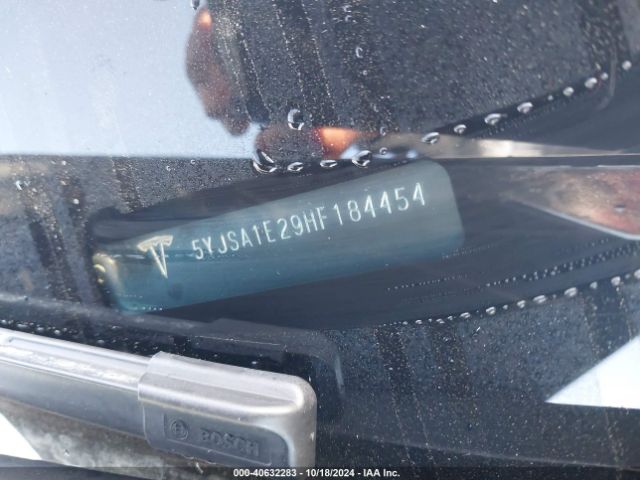 5YJSA1E29HF184454
BOSCH
000-40632283 - 10/18/2024 - IAA Inc.